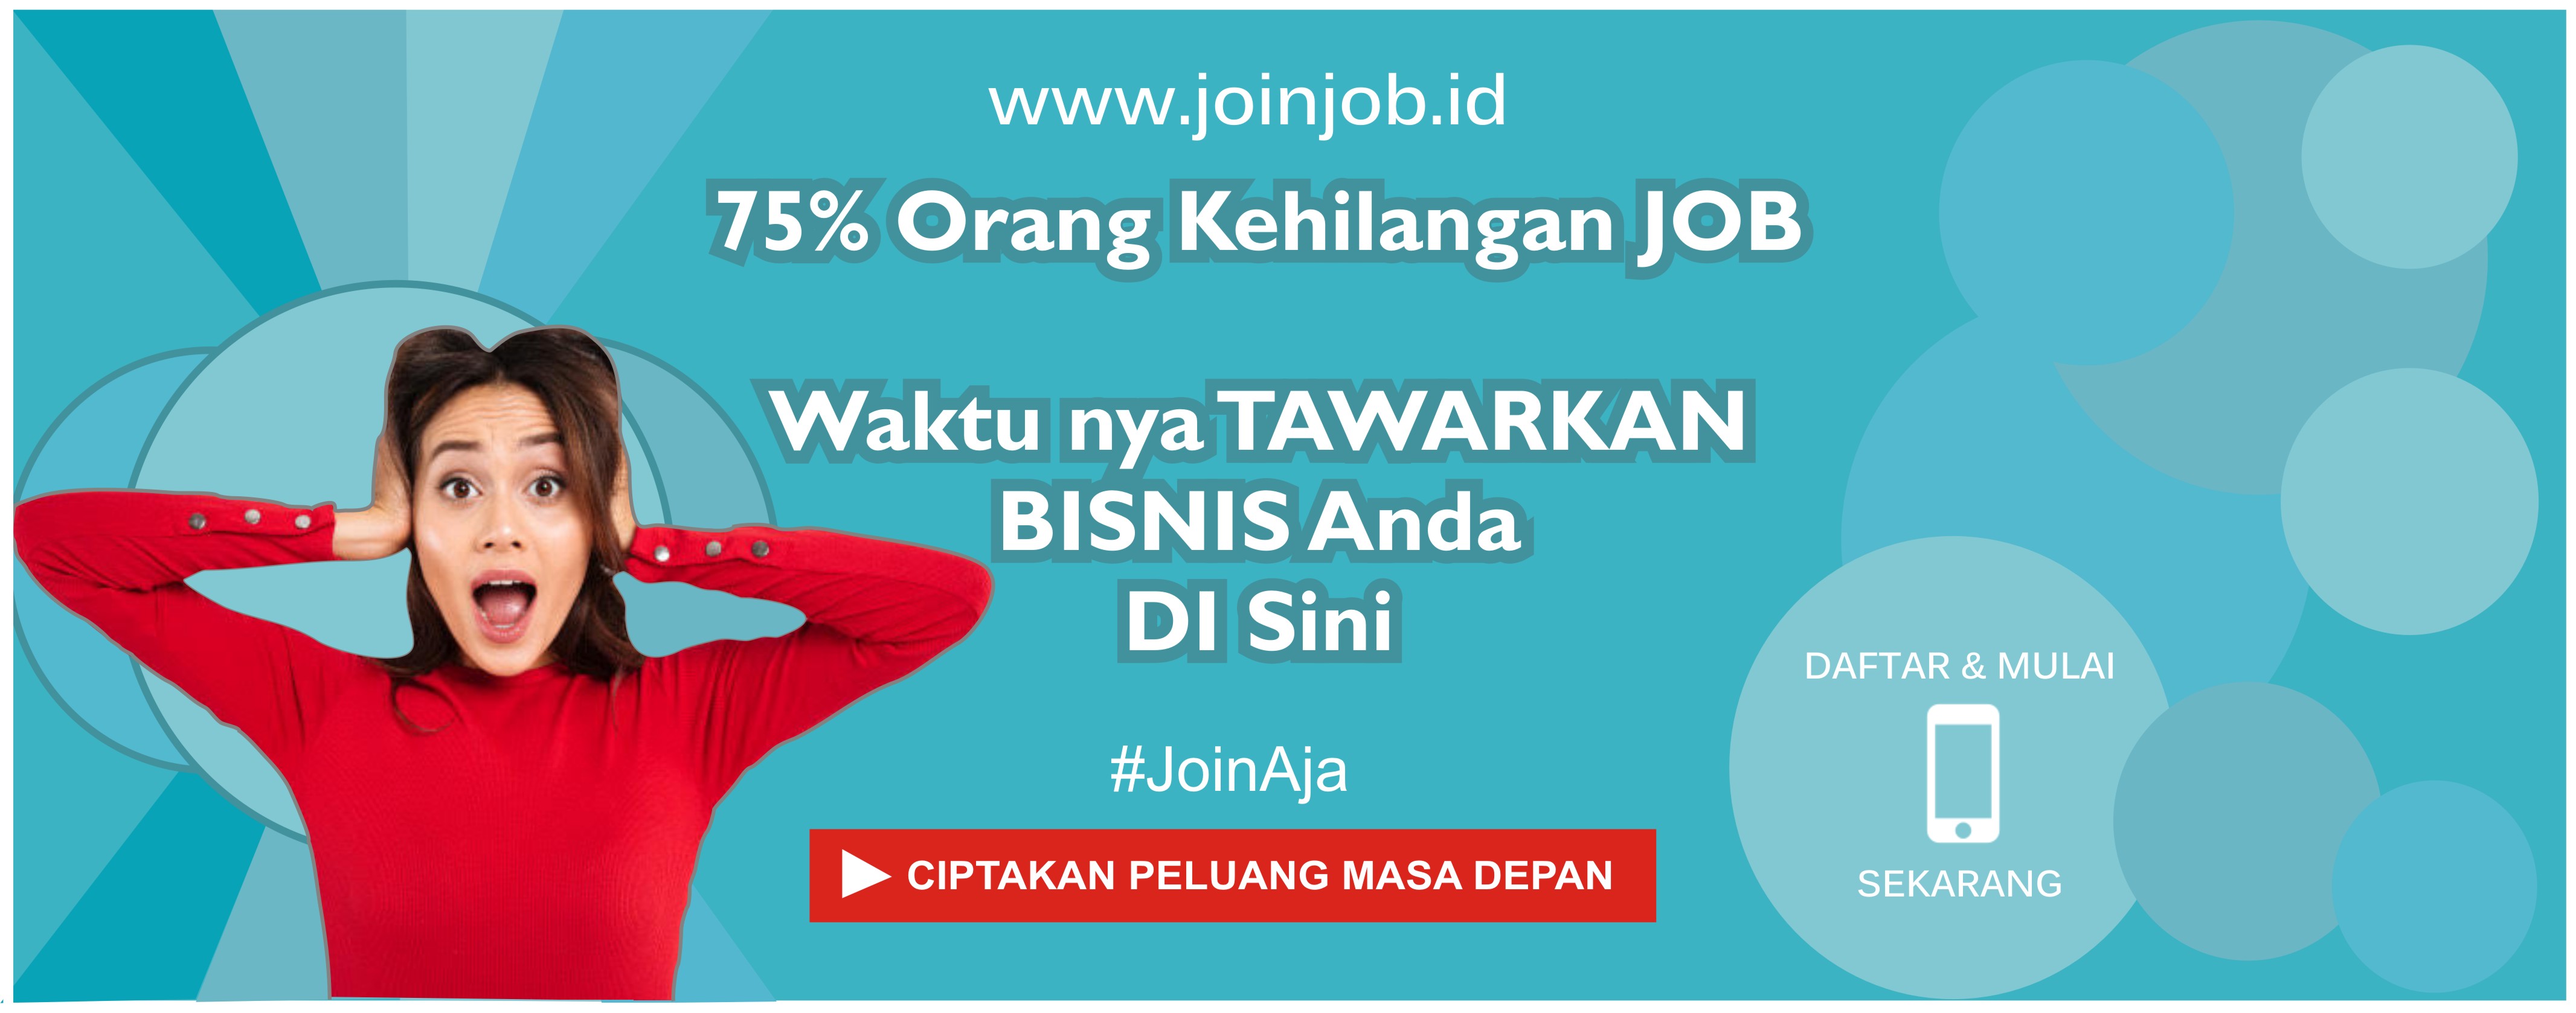 www.joinjob.id
75% Orang Kehilangan JOB
Waktu nya TAWARKAN
BISNIS Anda
DI Sini
#JoinAja
CIPTAKAN PELUANG MASA DEPAN
DAFTAR & MULAI
SEKARANG